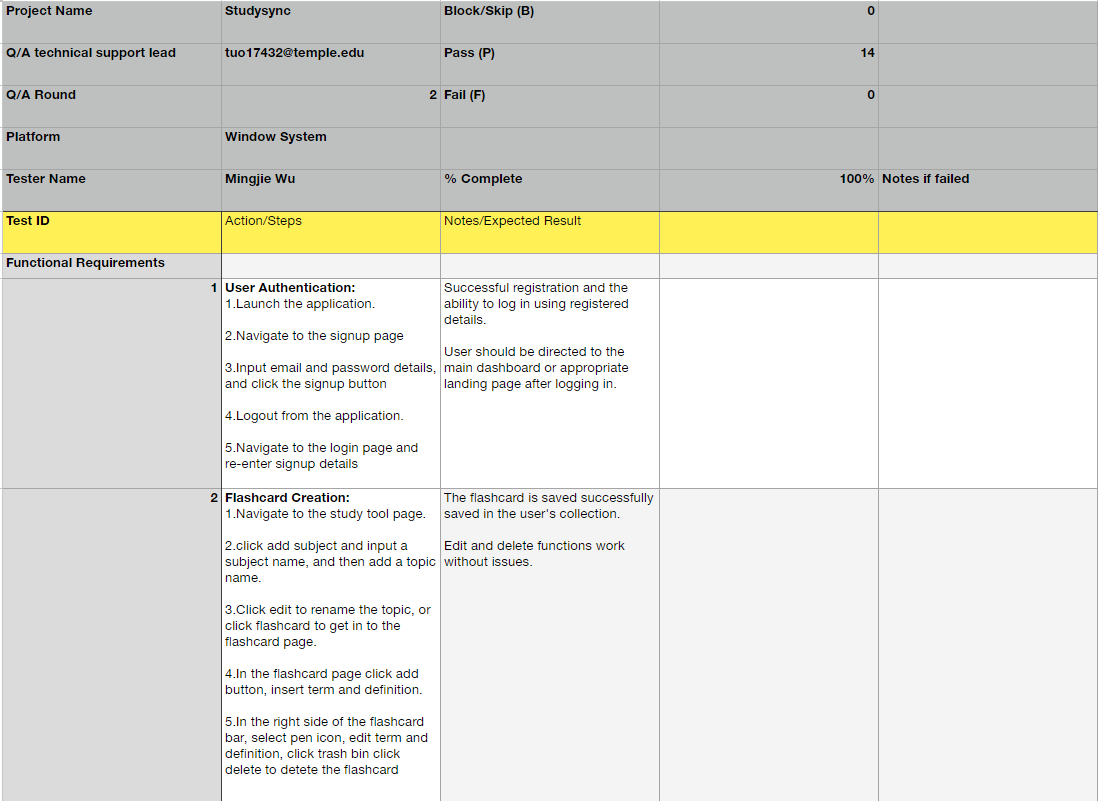 Project Name Studysync Block/Skip (B) 0
Q/A technical support lead tuo17432@temple.edu Pass (P) 14
Q/A Round 2 Fail (F) 0
Platform Window System
Tester Name Mingjie Wu % Complete 100% Notes if failed
Test ID Action/Steps Notes/Expected Result
Functional Requirements
1
User Authentication:
1.Launch the application.
2.Navigate to the signup page
3.Input email and password details,
and click the signup button
4.Logout from the application.
5.Navigate to the login page and
re-enter signup details
Successful registration and the
ability to log in using registered
details.
User should be directed to the
main dashboard or appropriate
landing page after logging in.
2
Flashcard Creation:
1.Navigate to the study tool page.
2.click add subject and input a
subject name, and then add a topic
name.
3.Click edit to rename the topic, or
click flashcard to get in to the
flashcard page.
4.In the flashcard page click add
button, insert term and definition.
5.In the right side of the flashcard
bar, select pen icon, edit term and
definition, click trash bin click
delete to detete the flashcard
The flashcard is saved successfully
saved in the user's collection.
Edit and delete functions work
without issues.